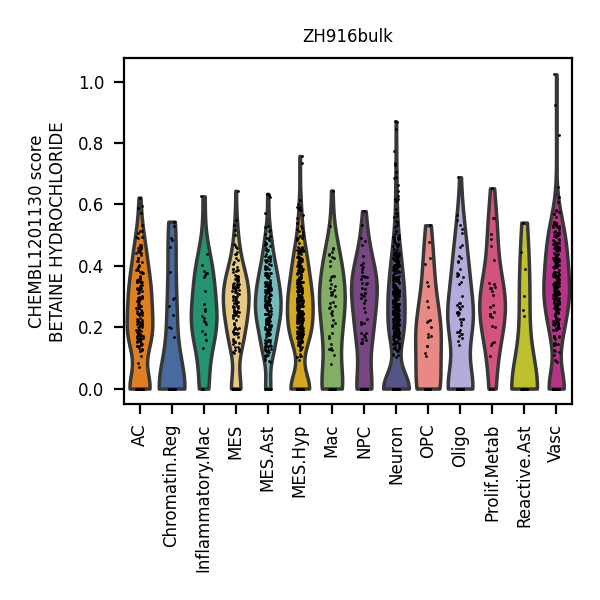 ZH916bulk
CHEMBL1201130 score
BETAINE HYDROCHLORIDE
1.0
0.8
0.6
0.4
0.2
0.0
AC
Chromatin.Reg
Inflammatory.Mac
MES
MES.Ast
MES.Hyp
Mac
NPC
Neuron
OPC
Oligo
Prolif.Metab
Reactive.Ast
Vasc